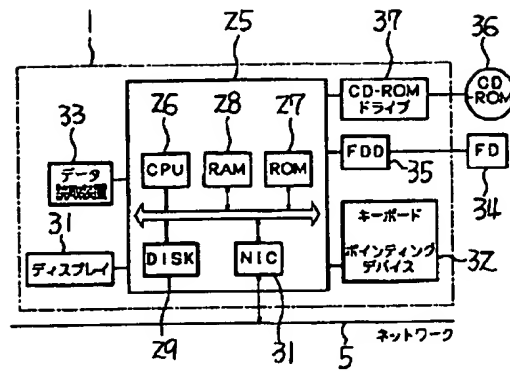 1
25
37
36
CD-ROM
ドライブ
CD
ROM
33
26
28
27
データ
CPU
RAM
ROM
FDD
FD
35
34
31
キーボード
ポインティング
デバイス
ディスプレイ
DISK
NIC
32
29
31
5
ネットワーク